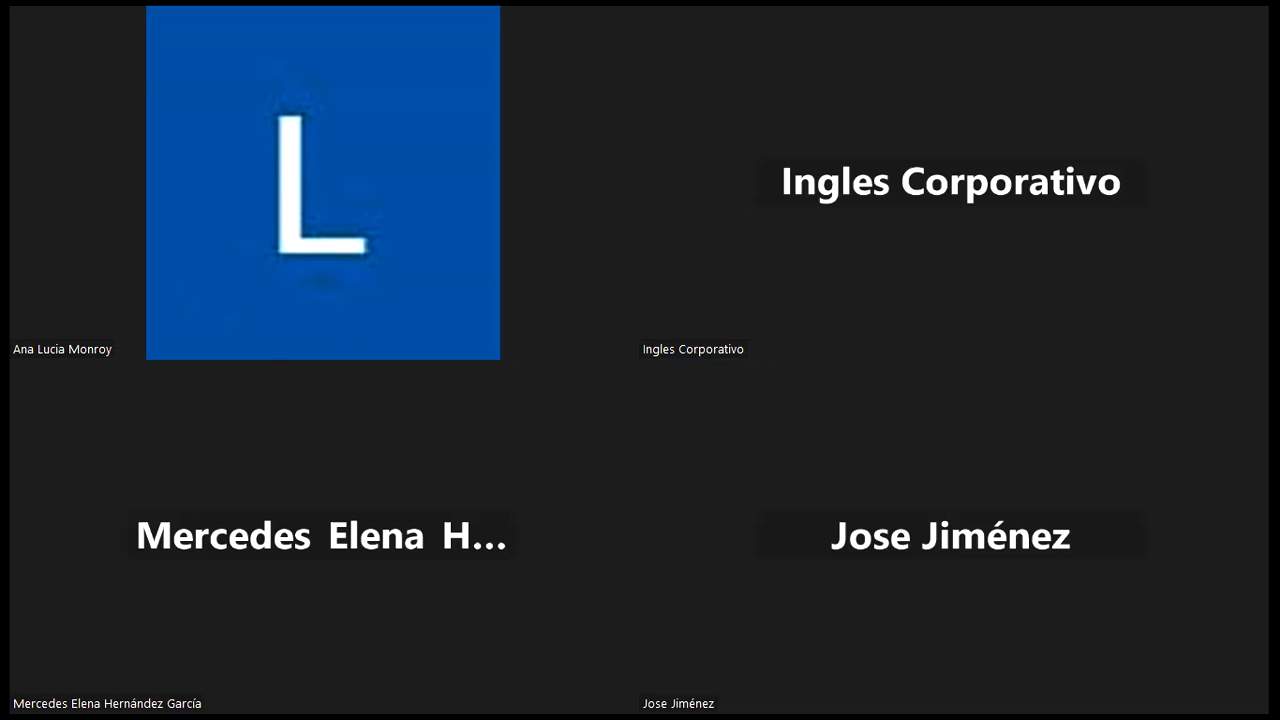 L
Ingles Corporativo
Ana Lucia Monroy
Ingles Corporativo
Mercedes Elena H...
Jose Jiménez
Mercedes Elena Hernández García
Jose Jiménez